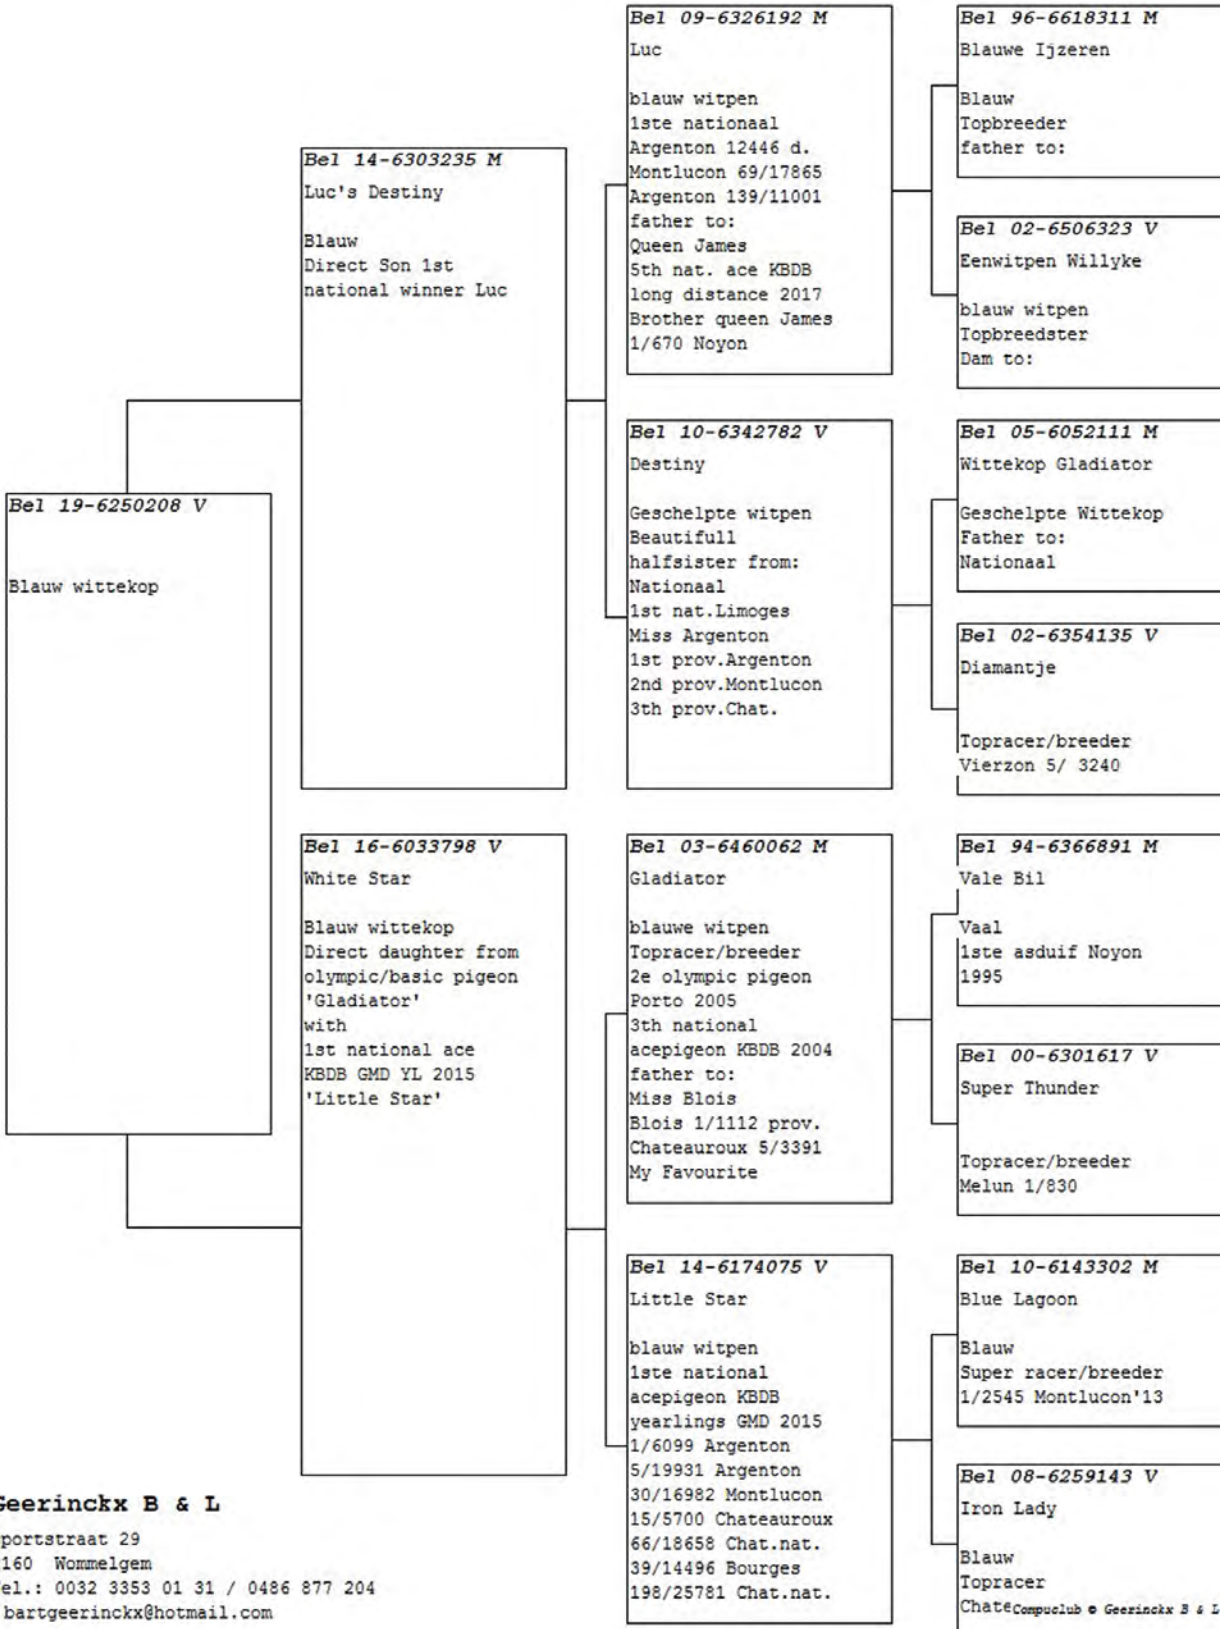 Bel 19-6250208 V
Blauw wittekop
Bel 14-6303235 M
Luc's Destiny
Blauw
Direct Son 1st
national winner Luc
Bel 16-6033798 V
White Star
Blauw wittekop
Direct daughter from
olympic/basic pigeon
'Gladiator'
with
1st national ace
KBDB GMD YL 2015
'Little Star'
Bel 09-6326192 M
Luc
blauw witpen
1ste nationaal
Argenton 12446 d.
Montlucon 69/17865
Argenton 139/11001
father to:
Queen James
5th nat. ace KBDB
long distance 2017
Brother queen James
1/670 Noyon
Bel 10-6342782 V
Destiny
Geschelpte witpen
Beautifull
halfsister from:
Nationaal
1st nat.Limoges
Miss Argenton
1st prov.Argenton
2nd prov.Montlucon
3th prov.Chat.
Bel 03-6460062 M
Gladiator
blauwe witpen
Topracer/breeder
2e olympic pigeon
Porto 2005
3th national
acepigeon KBDB 2004
father to:
Miss Blois
Blois 1/1112 prov.
Chateauroux 5/3391
My Favourite
Bel 14-6174075 V
Little Star
blauw witpen
1ste national
acepigeon KBDB
yearlings GMD 2015
1/6099 Argenton
5/19931 Argenton
30/16982 Montlucon
15/5700 Chateauroux
66/18658 Chat.nat.
39/14496 Bourges
198/25781 Chat.nat.
Bel 96-6618311 M
Blauwe Ijzeren
Blauw
Topbreeder
father to:
Bel 02-6506323 V
Eenwitpen Willyke
blauw witpen
Topbreedster
Dam to:
Bel 05-6052111 M
Wittekop Gladiator
Geschelpte Wittekop
Father to:
Nationaal
Bel 02-6354135 V
Diamantje
Topracer/breeder
Vierzon 5/ 3240
Bel 94-6366891 M
Vale Bil
Vaal
1ste asduif Noyon
1995
Bel 00-6301617 V
Super Thunder
Topracer/breeder
Melun 1/830
Bel 10-6143302 M
Blue Lagoon
Blauw
Super racer/breeder
1/2545 Montlucon'13
Bel 08-6259143 V
Iron Lady
Blauw
Topracer
Chate
Compuclub © Geerinckx B & L
Geerinckx B & L
portstraat 29
160 Wommelgem
el.: 0032 3353 01 31 / 0486 877 204
bartgeerinckx@hotmail.com